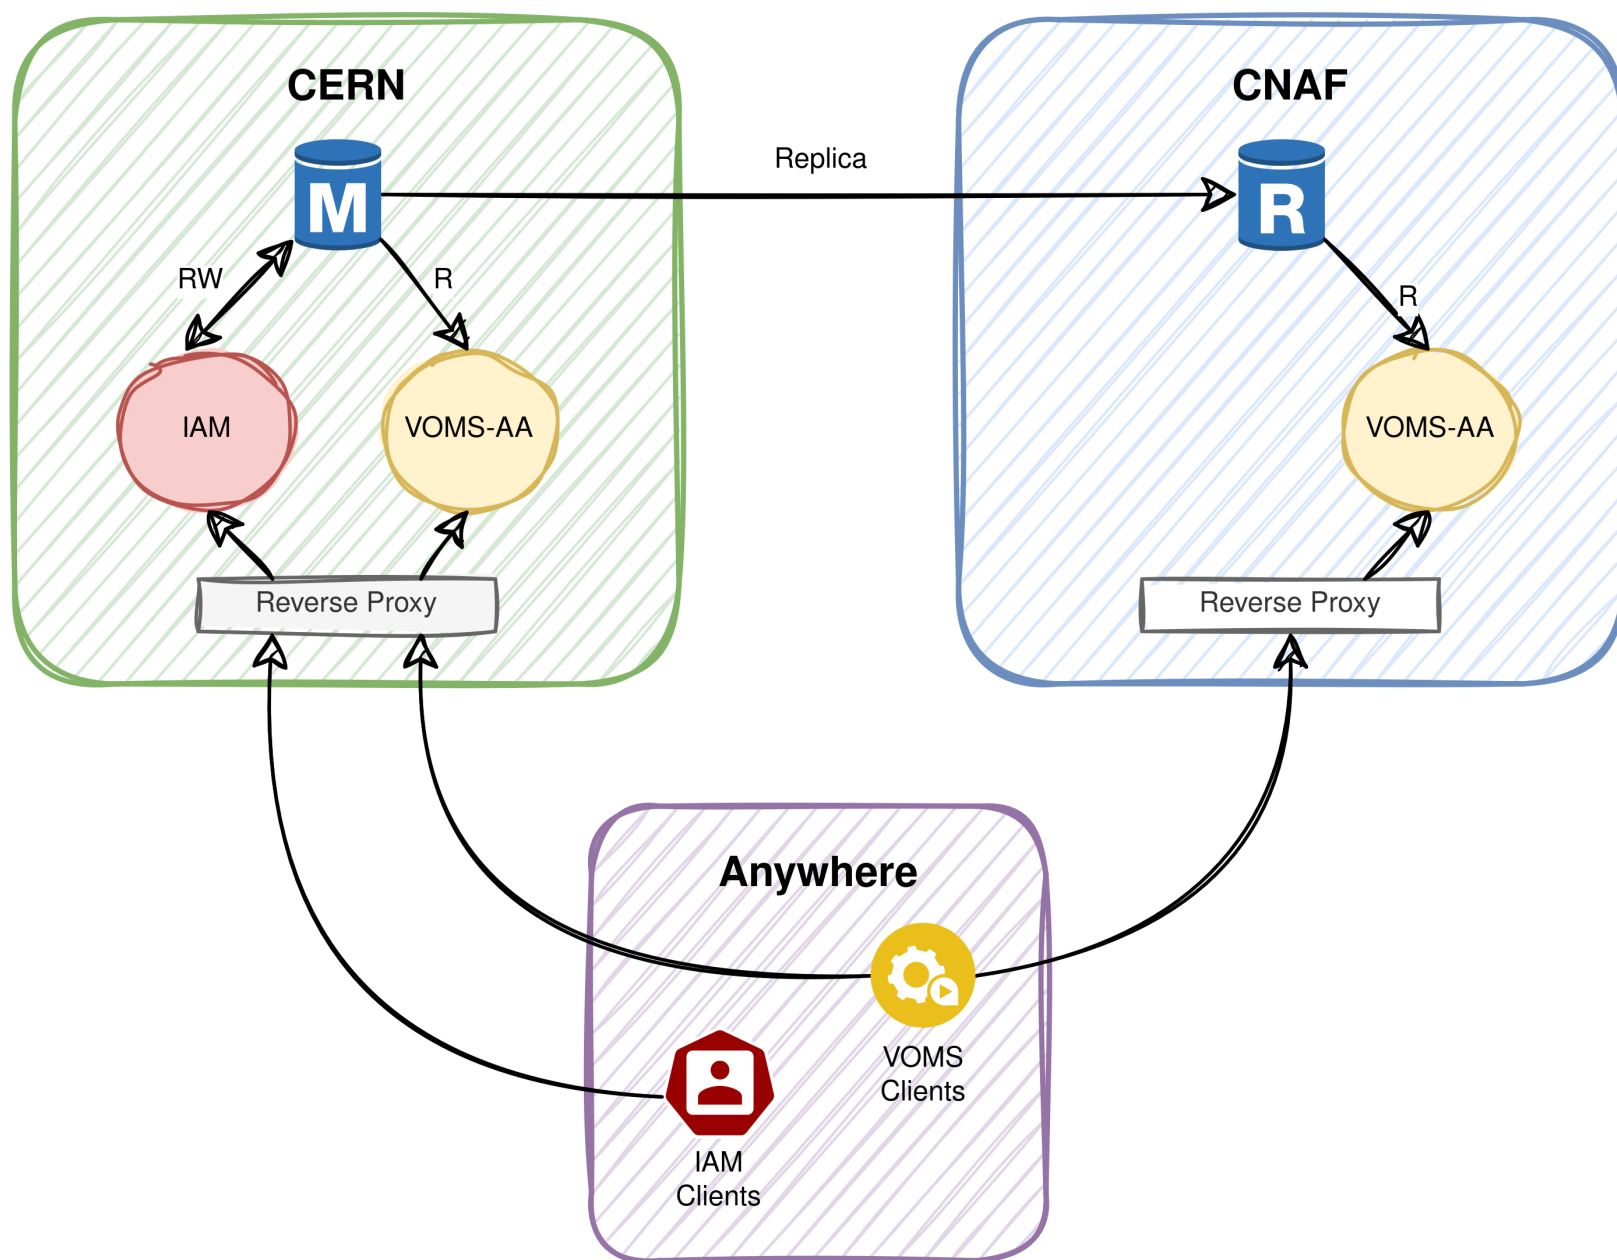 CERN
CNAF
Replica
M
R
RW
R
R
IAM
VOMS-AA
VOMS-AA
Reverse Proxy
Reverse Proxy
Anywhere
VOMS
Clients
IAM
Clients